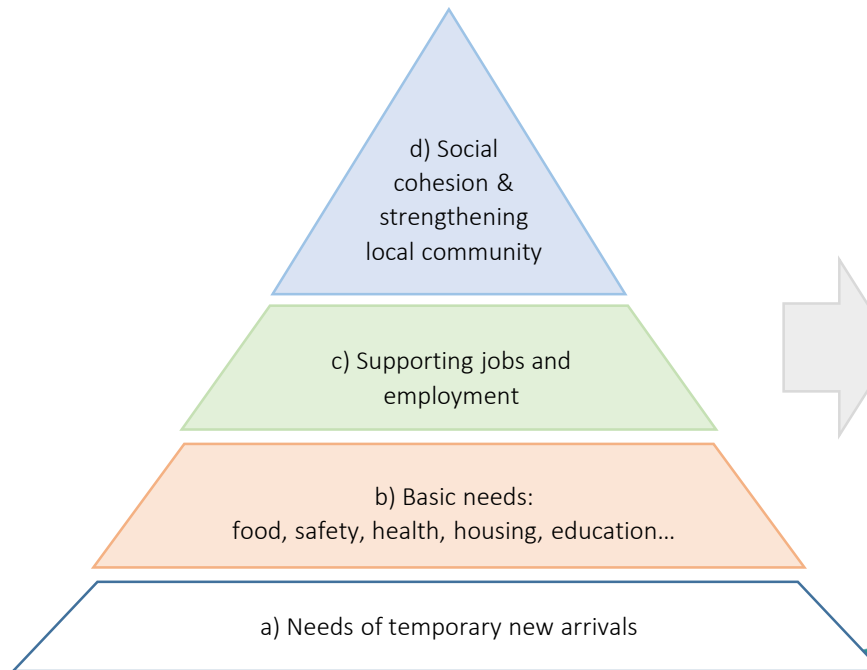 d) Social
cohesion &
strengthening
local community
c) Supporting jobs and
employment
b) Basic needs:
food, safety, health, housing, education…
a) Needs of temporary new arrivals